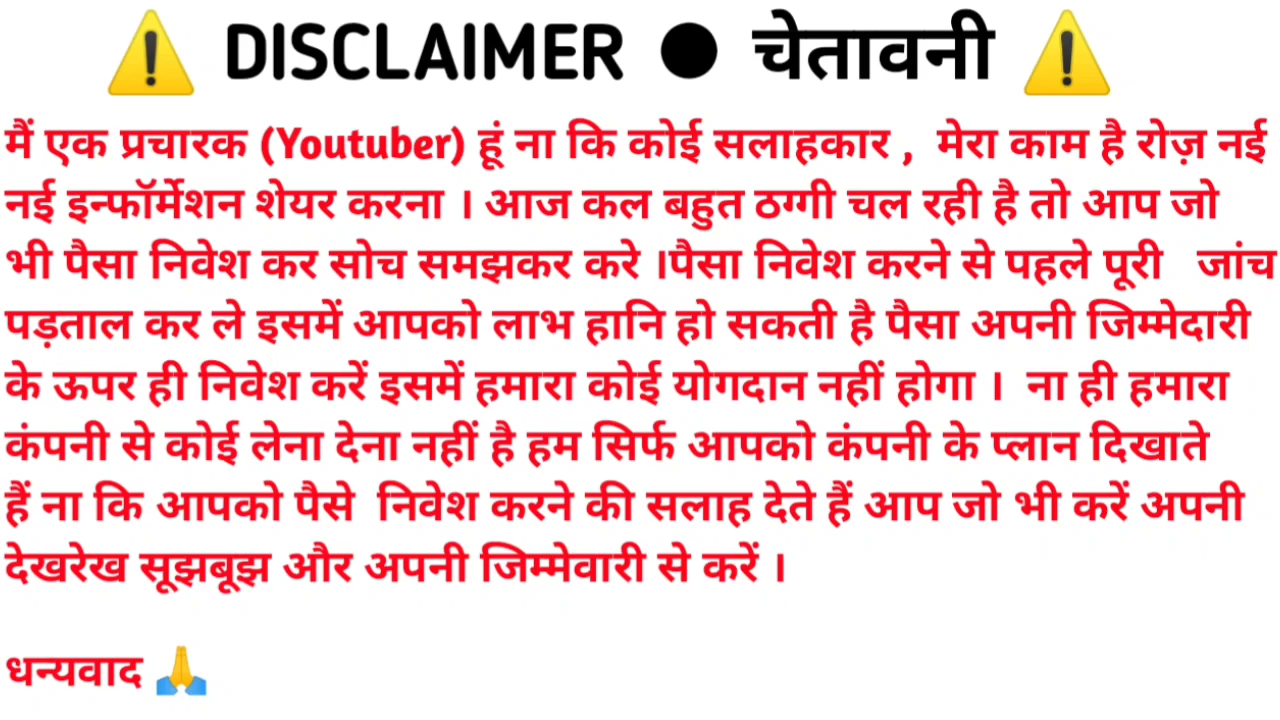 ⚠️ DISCLAIMER ● चेतावनी ⚠️
मैं एक प्रचारक (Youtuber) हूं ना कि कोई सलाहकार , मेरा काम है रोज़ नई
नई इन्फॉर्मेशन शेयर करना । आज कल बहुत ठग्गी चल रही है तो आप जो
भी पैसा निवेश कर सोच समझकर करे ।पैसा निवेश करने से पहले पूरी जांच
पड़ताल कर ले इसमें आपको लाभ हानि हो सकती है पैसा अपनी जिम्मेदारी
के ऊपर ही निवेश करें इसमें हमारा कोई योगदान नहीं होगा । ना ही हमारा
कंपनी से कोई लेना देना नहीं है हम सिर्फ आपको कंपनी के प्लान दिखाते
हैं ना कि आपको पैसे निवेश करने की सलाह देते हैं आप जो भी करें अपनी
देखरेख सूझबूझ और अपनी जिम्मेवारी से करें ।
धन्यवाद 🙏